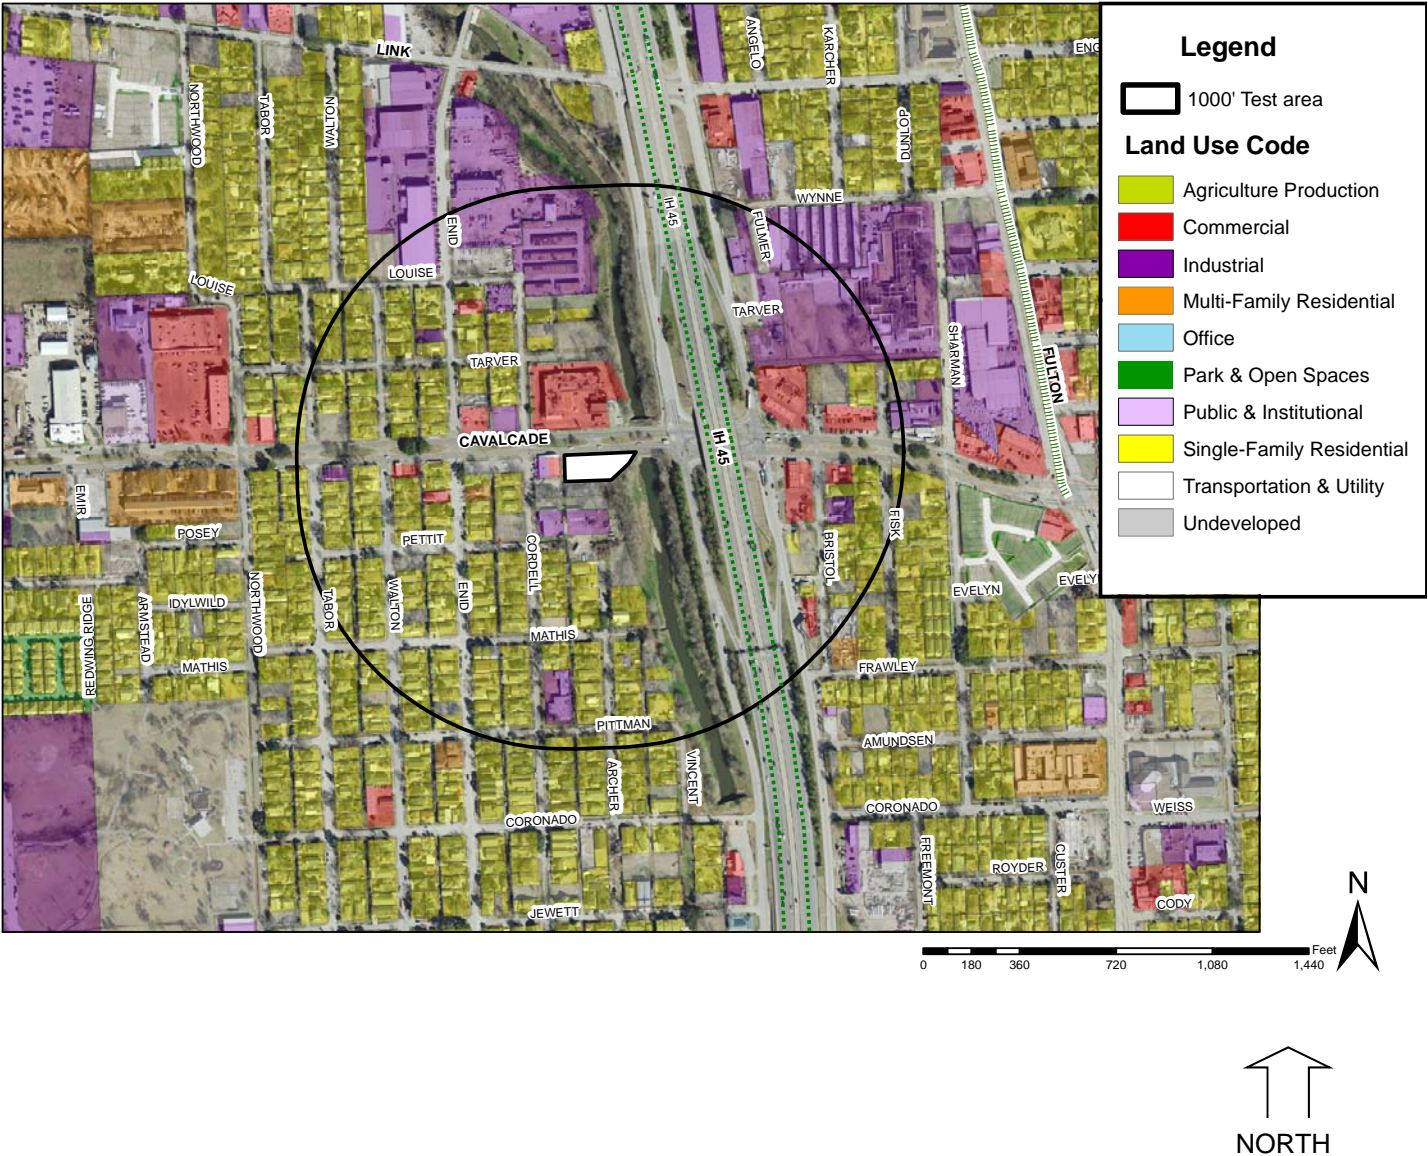 LINK
NORTHWOOD
TABOR
WALTON
ANGELO
KARCHER
DUNLOP
ENG
WYNNE
IH 45
FULMER
ENID
LOUISE
LOUISE
TARVER
TARVER
SHARMAN
FULTON
CAVALCADE
IH 45
EMIR
POSEY
PETTIT
CORDELL
BRISTOL
FISK
EVELYN
EVELY
REDWING RIDGE
ARMSTEAD
IDYLWILD
NORTHWOOD
TABOR
WALTON
ENID
MATHIS
MATHIS
FRAWLEY
PITTMAN
AMUNDSEN
ARCHER
VINCENT
CORONADO
CORONADO
WEISS
FREEMONT
ROYDER
CUSTER
JEWETT
CODY
Legend
1000' Test area
Land Use Code
Agriculture Production
Commercial
Industrial
Multi-Family Residential
Office
Park & Open Spaces
Public & Institutional
Single-Family Residential
Transportation & Utility
Undeveloped
N
Feet
0 180 360 720 1,080 1,440
NORTH